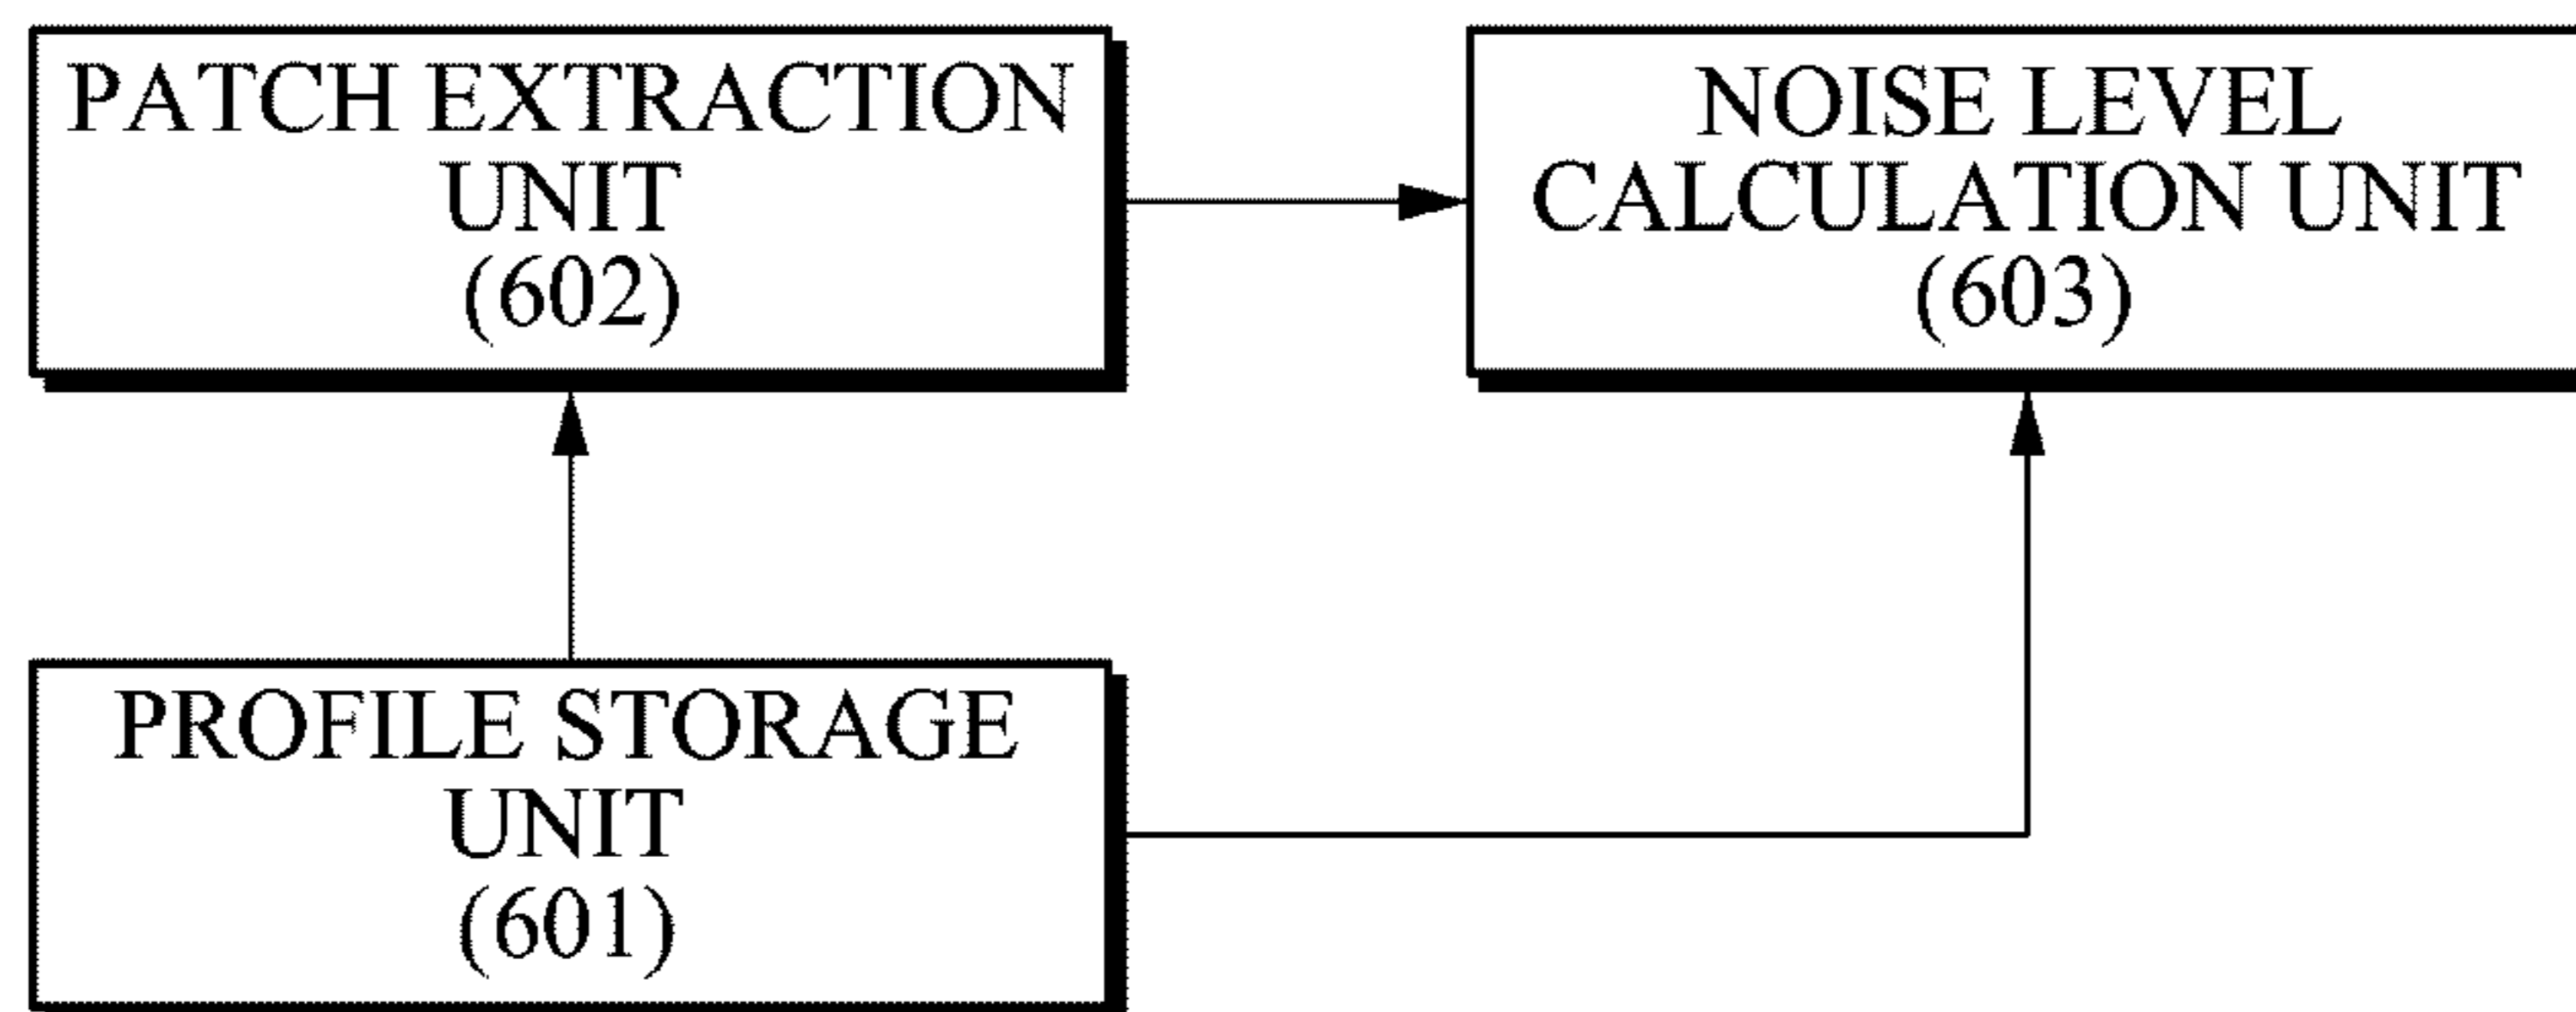 PATCH EXTRACTION
UNIT
(602)
NOISE LEVEL
CALCULATION UNIT
(603)
PROFILE STORAGE
UNIT
(601)